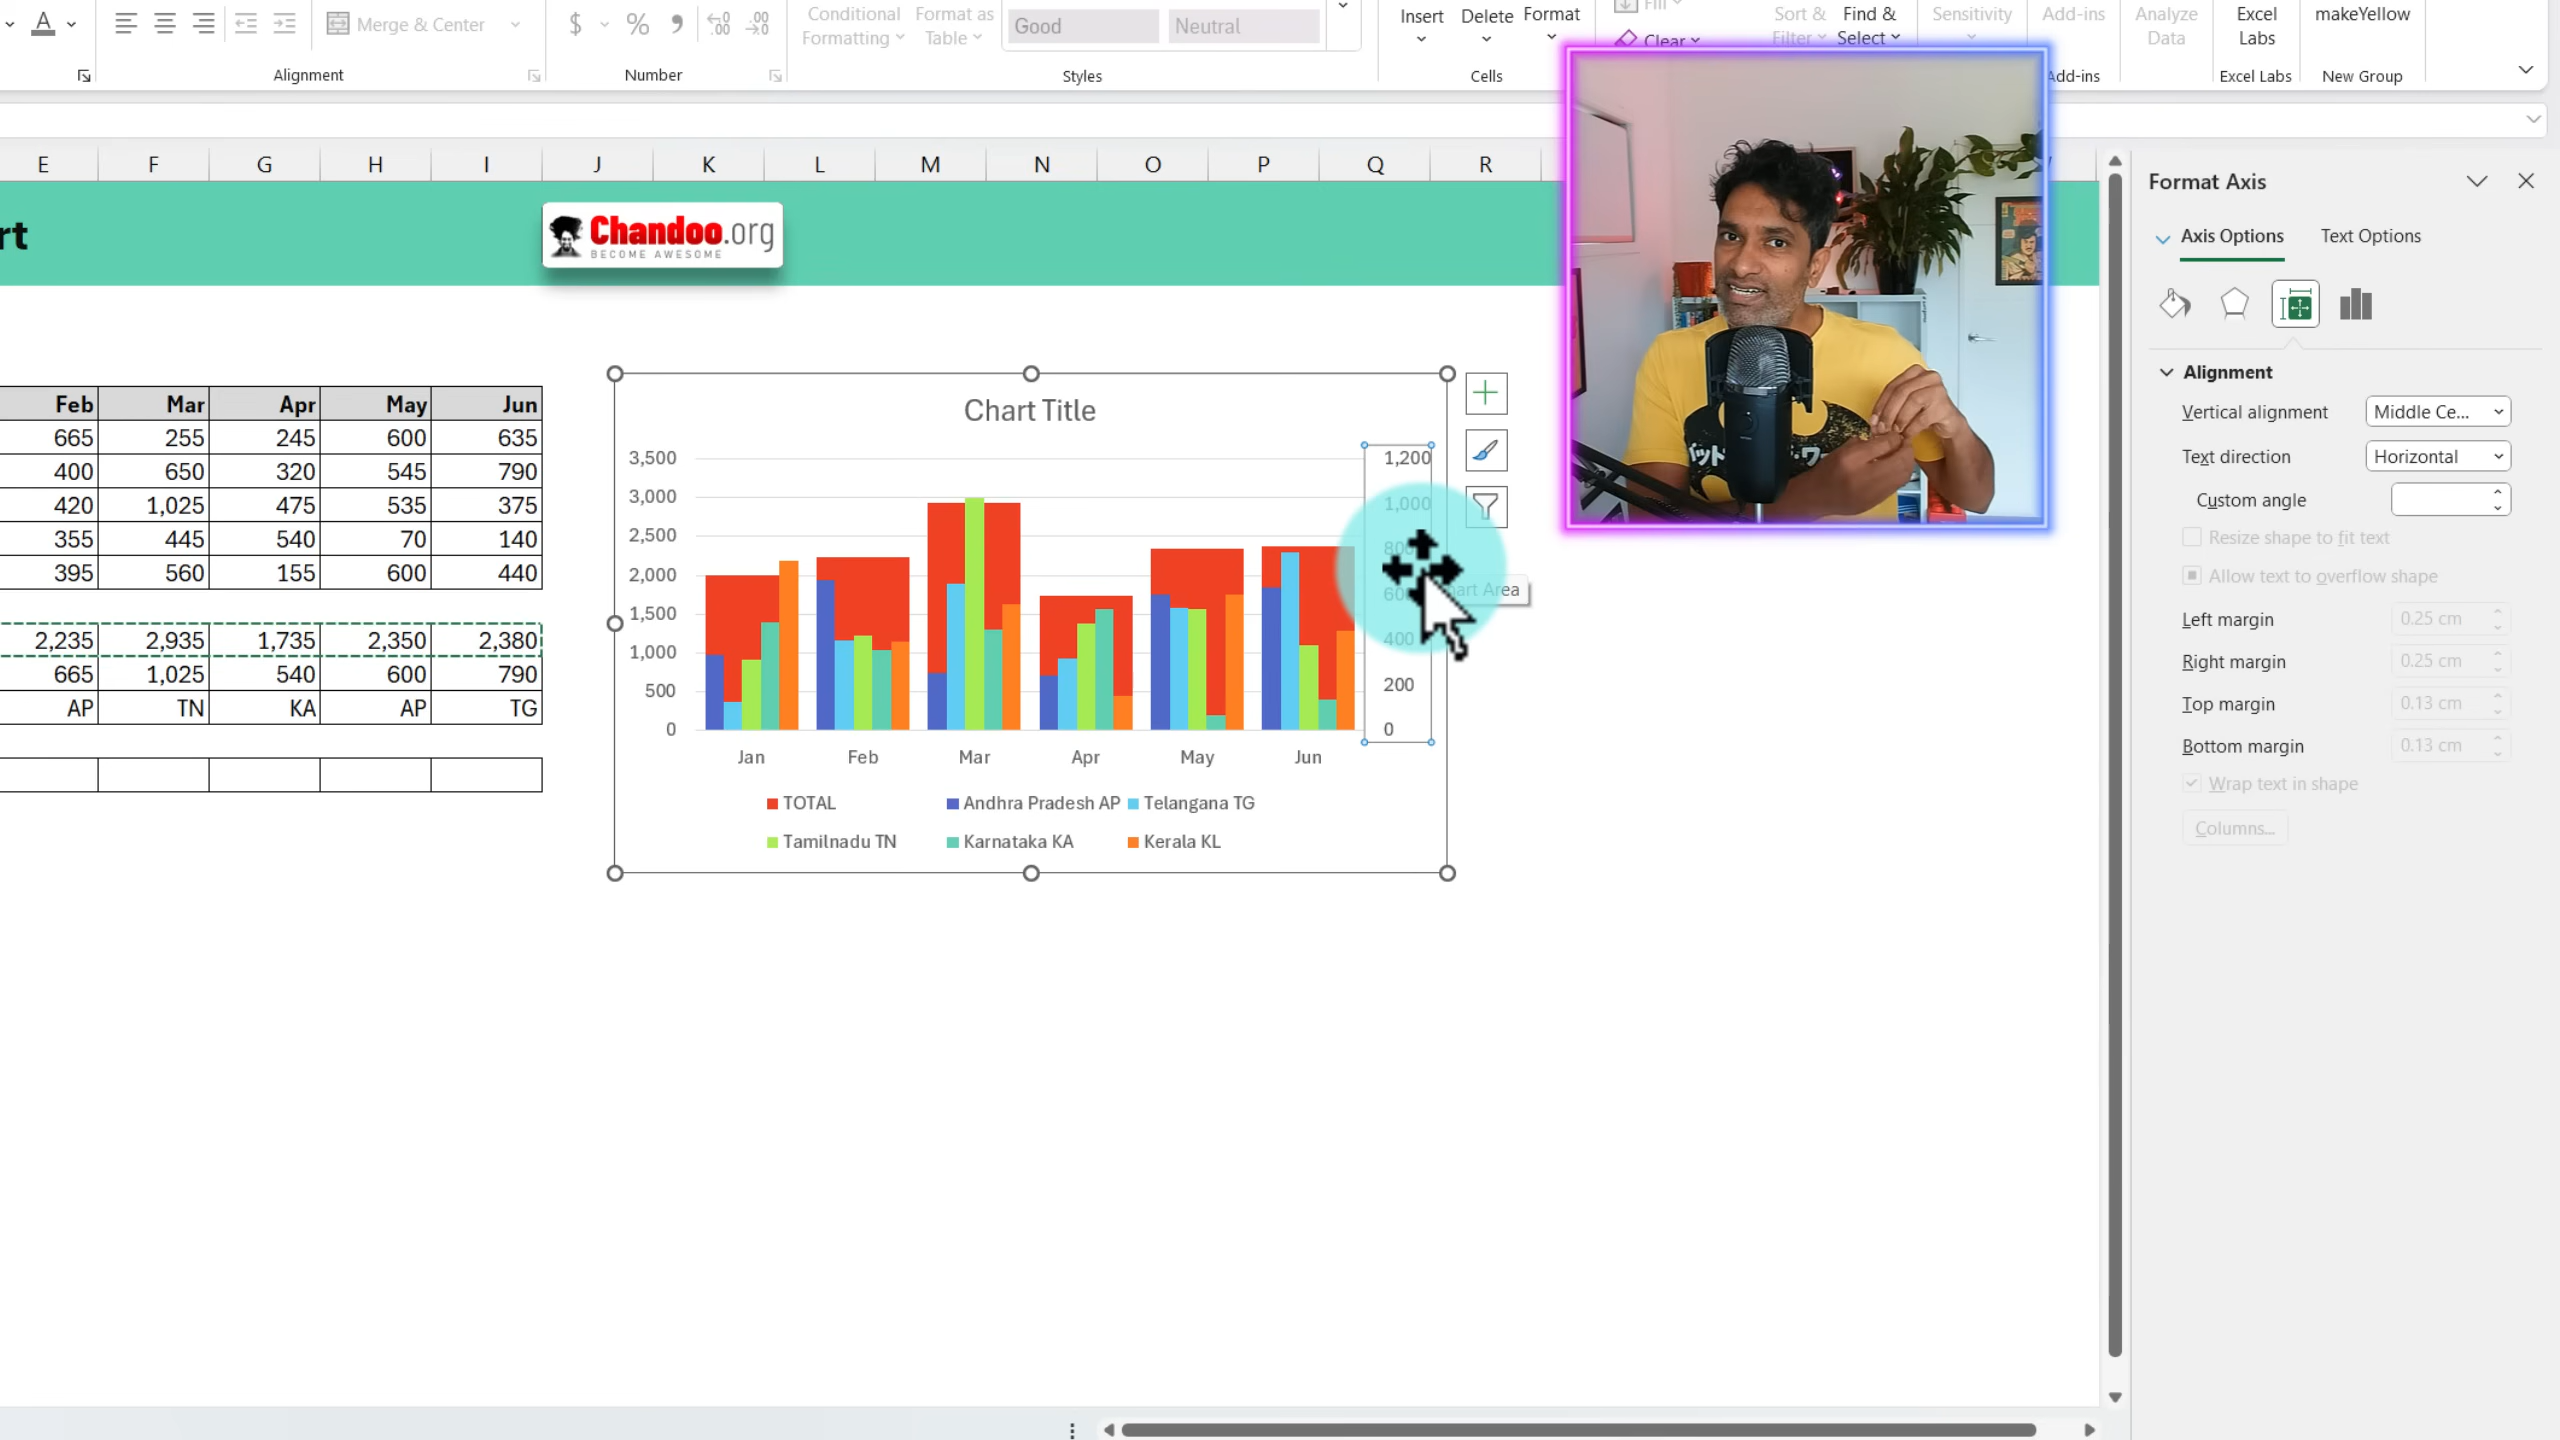 Merge & Center
$ % 9
Conditional
Formatting
Format as
Table
Good
Neutral
Insert
Delete
Format
Fill
Clear
Sort &
Filter
Find &
Select
Sensitivity
Add-ins
Analyze
Data
Excel
Labs
makeYellow
Alignment
Number
Styles
Cells
Add-ins
Excel Labs
New Group
E F G H I J K L M N O P Q R
rt
Chandoo.org
BECOME AWESOME
Feb Mar Apr May Jun
665 255 245 600 635
400 650 320 545 790
420 1,025 475 535 375
355 445 540 70 140
395 560 155 600 440
2,235 2,935 1,735 2,350 2,380
665 1,025 540 600 790
AP TN KA AP TG
Chart Title
3,500
3,000
2,500
2,000
1,500
1,000
500
0
1,200
1,000
400
200
0
Jan Feb Mar Apr May Jun
TOTAL Andhra Pradesh AP Telangana TG
Tamilnadu TN Karnataka KA Kerala KL
Area
Format Axis
Axis Options
Text Options
Alignment
Vertical alignment Middle Ce...
Text direction Horizontal
Custom angle
Resize shape to fit text
Allow text to overflow shape
Left margin 0.25 cm
Right margin 0.25 cm
Top margin 0.13 cm
Bottom margin 0.13 cm
Wrap text in shape
Columns...